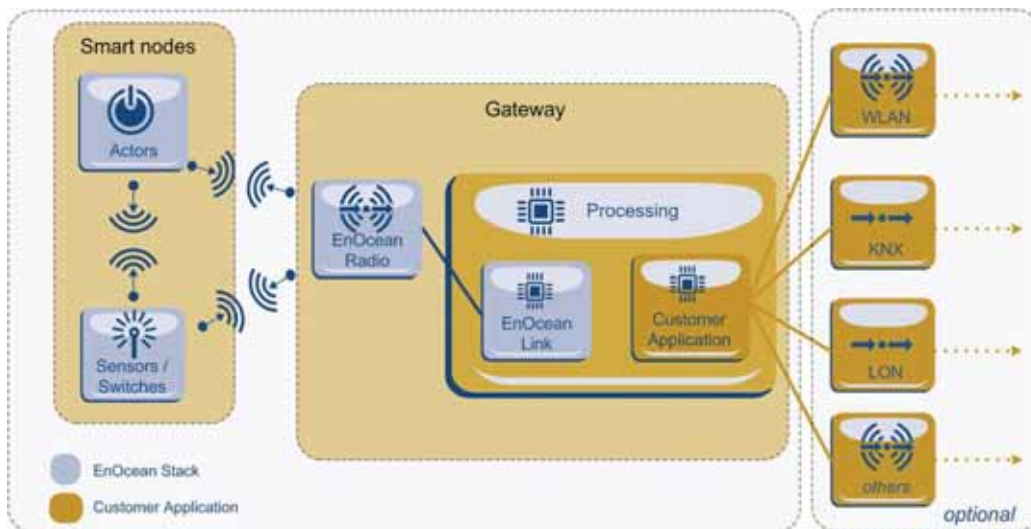 Smart nodes
Actors
Sensors /
Switches
Gateway
EnOcean
Radio
Processing
EnOcean
Link
Customer
Application
WLAN
KNX
LON
others
optional
EnOcean Stack
Customer Application